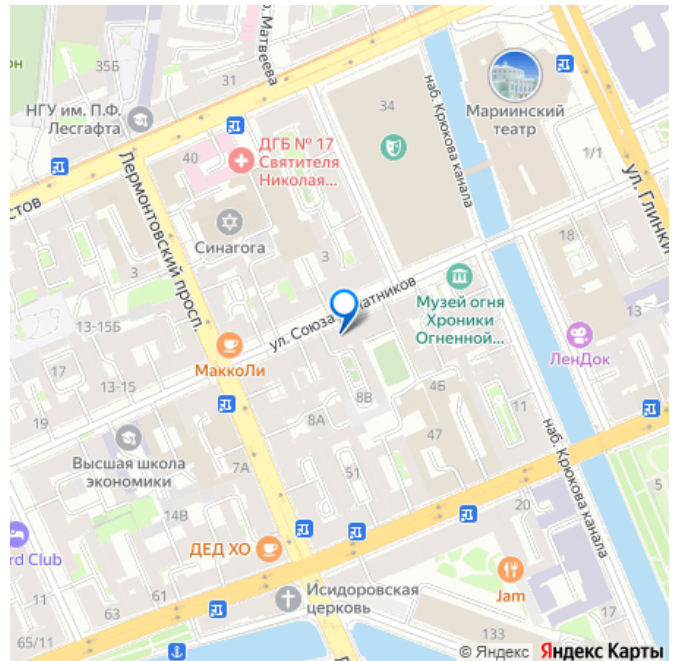 35Б
31
. Матвеева
он
НГУ им. П.Ф.
Лесгафта
40
ДГБ № 17
Святителя
Николая...
34
наб. Крюкова канала
Мариинский
театр
1/1
ул. Глинки
стов
Лермонтовский просп.
Синагога
3
3
18
13-15Б
ул. Союза
чатников
Музей огня
Хроники
Огненной...
13
17
МаккоЛи
ЛенДок
13-15
19
8В
4Б
11
8А
47
Высшая школа
экономики
7А
51
наб. Крюкова канала
5
14В
20
ДЕД ХО
rd Club
Jam
Исидоровская
церковь
11
63
61
17
65/11
133
© Яндекс Яндекс Карты